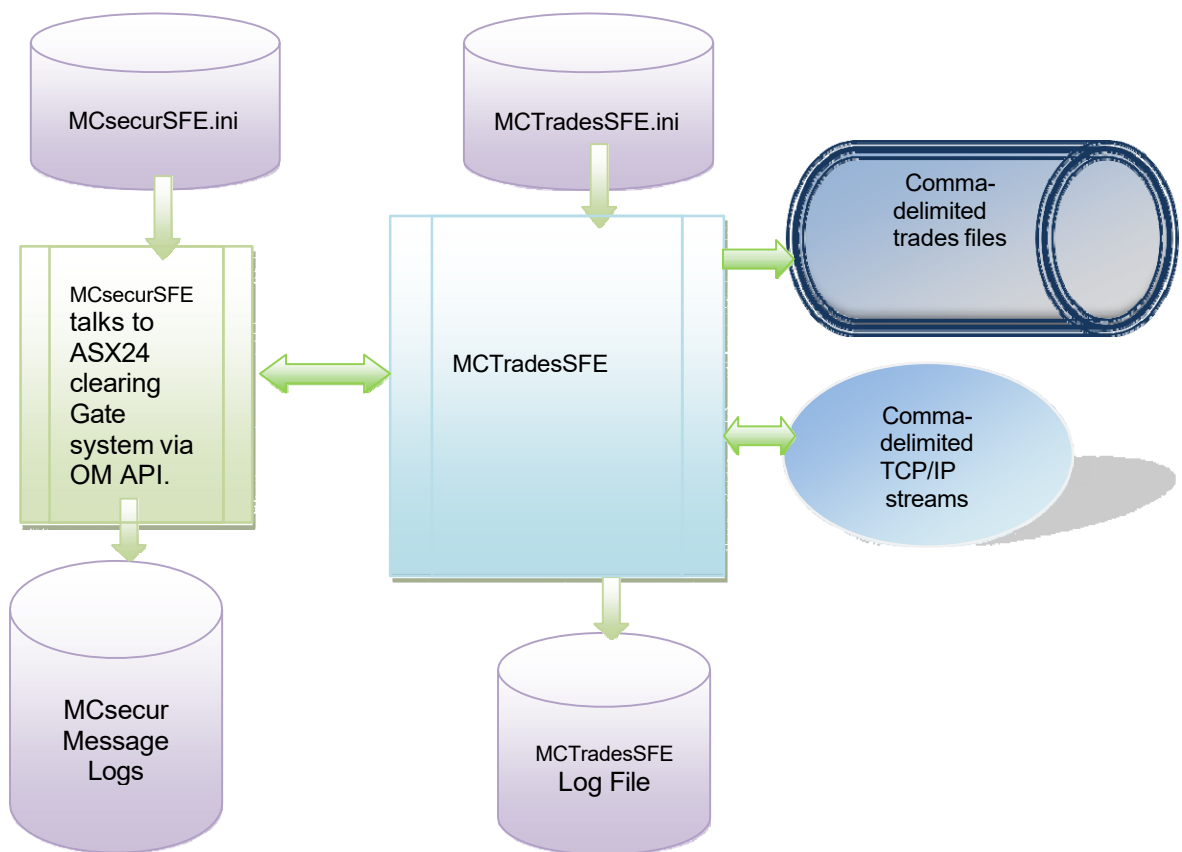 MCsecurSFE.ini
MCTradesSFE.ini
Comma-
delimited
trades files
MCsecurSFE
talks to
ASX24
clearing
Gate
system via
OM API.
MCTradesSFE
Comma-
delimited
TCP/IP
streams
MCsecur
Message
Logs
MCTradesSFE
Log File